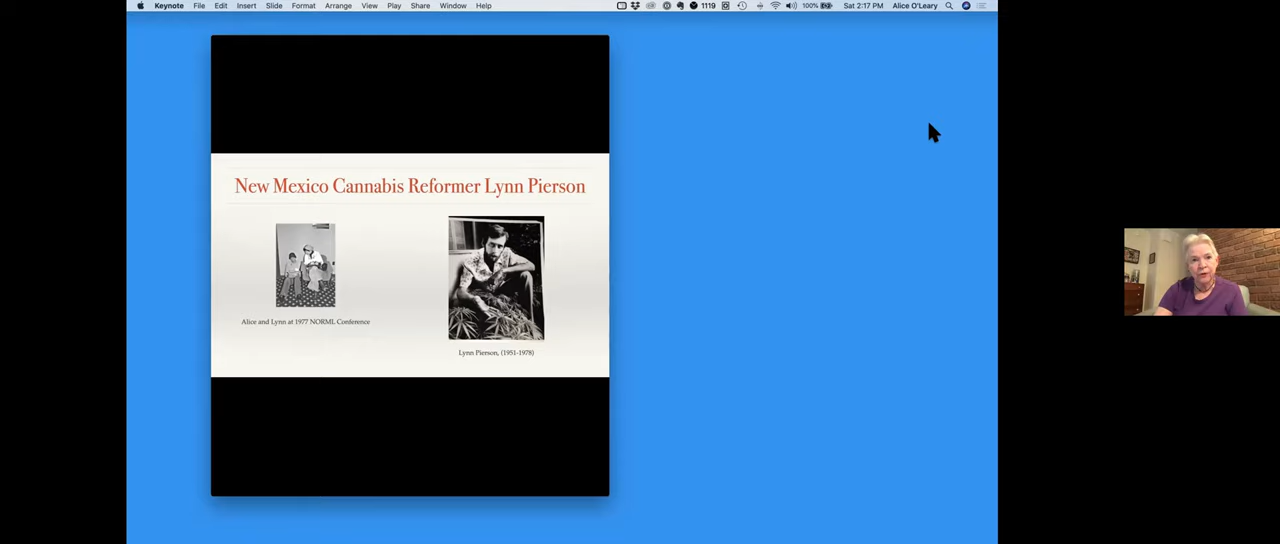 Keynote File Edit Insert Slide Format Arrange View Play Share Window Help 1119 100% Sat 2:17 PM Alice O'Leary
New Mexico Cannabis Reformer Lynn Pierson
Alice and Lynn at 1977 NORML Conference
Lynn Pierson, (1951-1978)